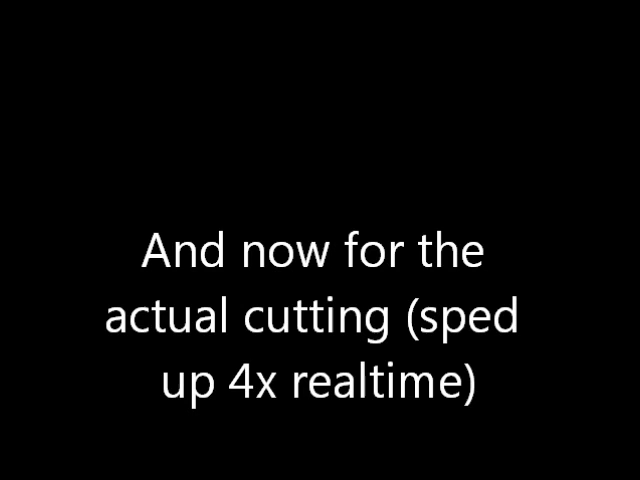 And now for the
actual cutting (sped
up 4x realtime)